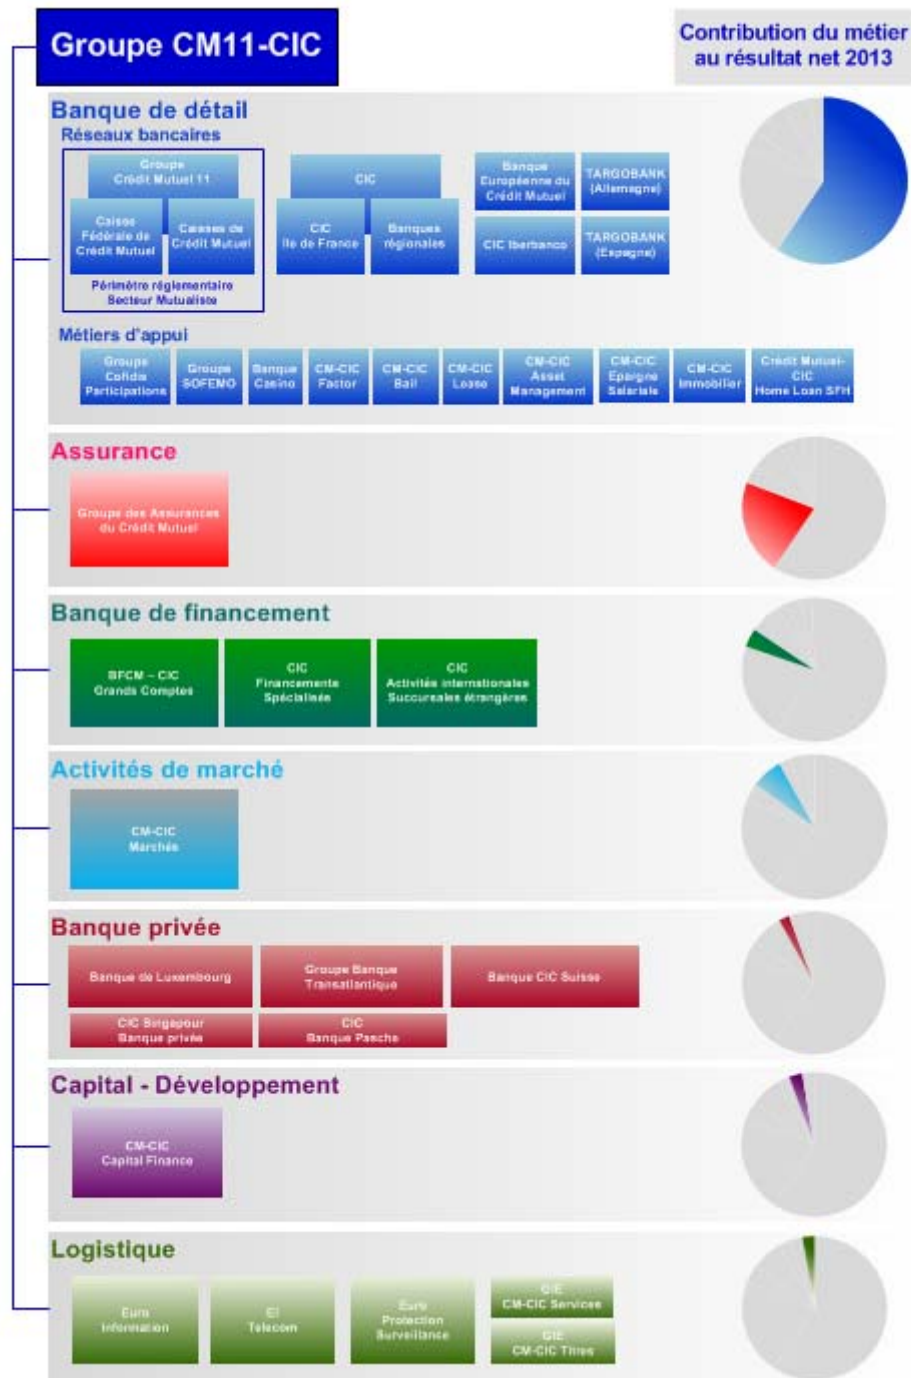 Groupe CM11-CIC
Contribution du métier
au résultat net 2013
Banque de détail
Réseaux bancaires
Groupe
Crédit Mutuel 11
Caisse
Fédérale de
Crédit Mutuel
Caisses de
Crédit Mutuel
Périmètre réglementaire
Secteur Mutualiste
CIC
CIC
Ile de France
Banques
régionales
Banque
Européenne du
Crédit Mutuel
TARGOBANK
(Allemagne)
CIC Iberbanco
TARGOBANK
(Espagne)
Métiers d'appui
Groupe
Cofidis
Participations
Groupe
SOFEMO
Banque
Casino
CM-CIC
Factor
CM-CIC
Bail
CM-CIC
Lease
CM-CIC
Asset
Management
CM-CIC
Epargne
Salariale
CM-CIC
Immobilier
Crédit Mutuel-
CIC
Home Loan SFH
Assurance
Groupe des Assurances
du Crédit Mutuel
Banque de financement
BFCM – CIC
Grands Comptes
CIC
Financements
Spécialisés
CIC
Activités internationales
Succursales étrangères
Activités de marché
CM-CIC
Marchés
Banque privée
Banque de Luxembourg
Groupe Banque
Transatlantique
Banque CIC Suisse
CIC Singapour
Banque privée
CIC
Banque Pasche
Capital - Développement
CM-CIC
Capital Finance
Logistique
Euro
Information
EI
Telecom
Euro
Protection
Surveillance
GIE
CM-CIC Services
GIE
CM-CIC Titres